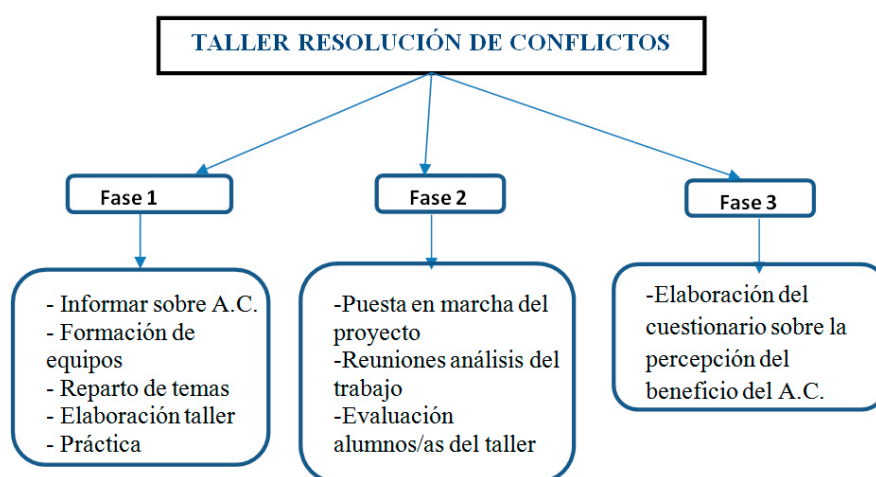 TALLER RESOLUCIÓN DE CONFLICTOS
Fase 1
- Informar sobre A.C.
- Formación de
equipos
- Reparto de temas
- Elaboración taller
- Práctica
Fase 2
-Puesta en marcha del
proyecto
-Reuniones análisis del
trabajo
-Evaluación
alumnos/as del taller
Fase 3
-Elaboración del
cuestionario sobre la
percepción del
beneficio del A.C.